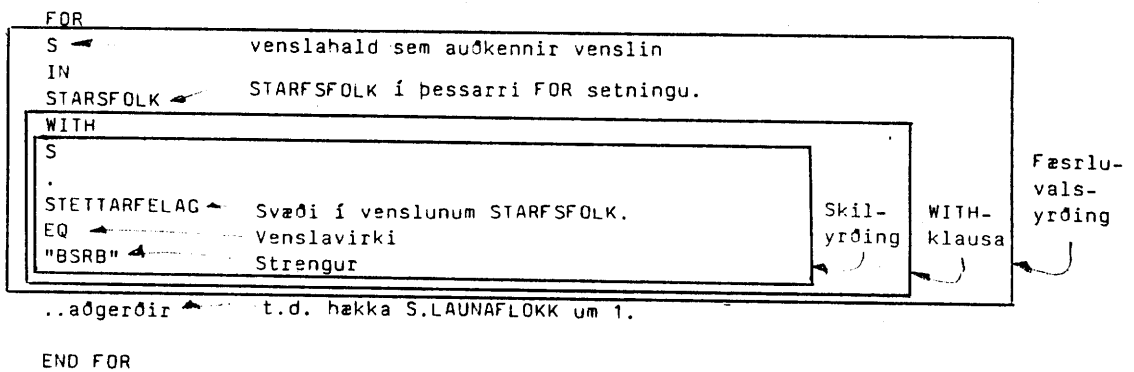 FOR
S venslahald sem auðkennir venslin
IN
STARSFOLK STARFSFOLK í þessarri FOR setningu.
WITH
S
.
STETTARFELAG Svæði í venslunum STARFSFOLK.
EQ Venslavirki
"BSRB" Strengur
Skil-
yrðing
WITH-
klausa
Fæsrlu-
vals-
yrðing
..aðgerðir t.d. hækka S.LAUNAFLOKK um 1.
END FOR